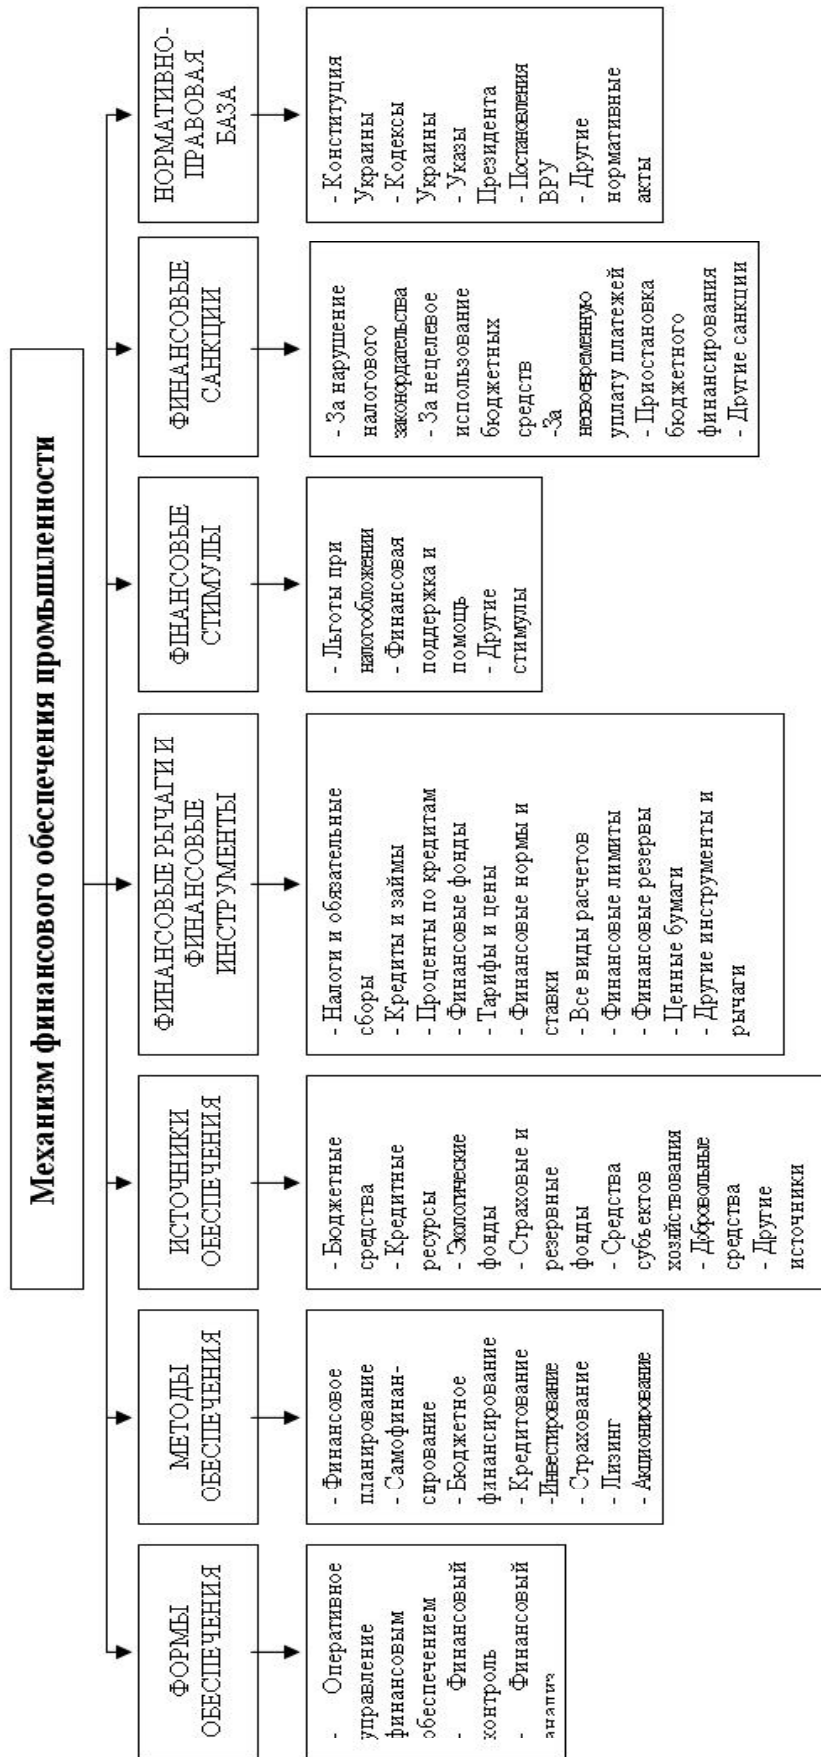 Механизм финансового обеспечения промышленности
ФОРМЫ
ОБЕСПЕЧЕНИЯ
- Оперативное
управление
финансовым
обеспечением
- Финансовый
контроль
- Финансовый
анализ
МЕТОДЫ
ОБЕСПЕЧЕНИЯ
- Финансовое
планирование
- Самофинан-
сирование
- Бюджетное
финансирование
- Кредитование
-Инвестирование
- Страхование
- Лизинг
- Акционирование
ИСТОЧНИКИ
ОБЕСПЕЧЕНИЯ
- Бюджетные
средства
- Кредитные
ресурсы
- Экологические
фонды
- Страховые и
резервные
фонды
- Средства
субъектов
хозяйствования
- Добровольные
средства
- Другие
источники
ФИНАНСОВЫЕ РЫЧАГИ И
ФИНАНСОВЫЕ
ИНСТРУМЕНТЫ
- Налоги и обязательные
сборы
- Кредиты и займы
- Проценты по кредитам
- Финансовые фонды
- Тарифы и цены
- Финансовые нормы и
ставки
- Все виды расчетов
- Финансовые лимиты
- Финансовые резервы
- Ценные бумаги
- Другие инструменты и
рычаги
ФІНАНСОВЫЕ
СТИМУЛЫ
- Льготы при
налогообложении
- Финансовая
поддержка и
помощь
- Другие
стимулы
ФИНАНСОВЫЕ
САНКЦИИ
- За нарушение
налогового
законордательства
- За нецелевое
использование
бюджетных
средств
-За
несвоевременную
уплату платежей
- Приостановка
бюджетного
финансирования
- Другие санкции
НОРМАТИВНО-
ПРАВОВАЯ
БАЗА
- Конституция
Украины
- Кодексы
Украины
- Указы
Президента
- Постановления
ВРУ
- Другие
нормативные
акты